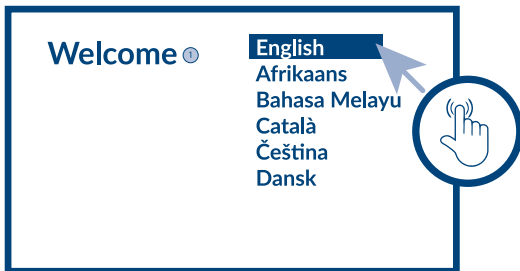 Welcome 1
English
Afrikaans
Bahasa Melayu
Català
Čeština
Dansk